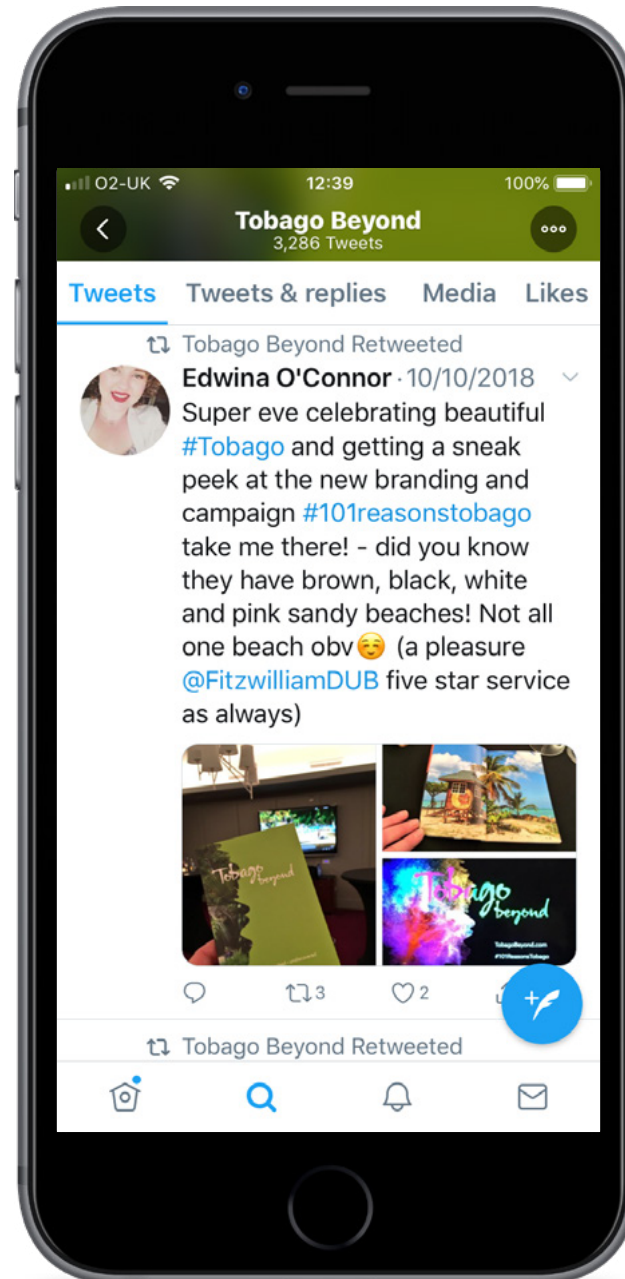 O2-UK
12:39
100%
Tobago Beyond
3,286 Tweets
Tweets
Tweets & replies
Media
Likes
Tobago Beyond Retweeted
Edwina O'Connor · 10/10/2018
Super eve celebrating beautiful
#Tobago and getting a sneak
peek at the new branding and
campaign #101reasonstobago
take me there! - did you know
they have brown, black, white
and pink sandy beaches! Not all
one beach obv☺️ (a pleasure
@FitzwilliamDUB five star service
as always)
Tobago
beyond
Tobago
beyond
TobagoBeyond.com
#101ReasonsTobago
3
2
Tobago Beyond Retweeted